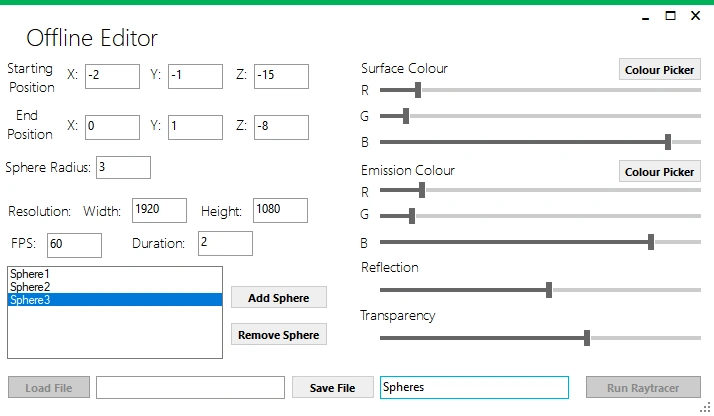 Offline Editor
Starting Position X: -2 Y: -1 Z: -15
End Position X: 0 Y: 1 Z: -8
Sphere Radius: 3
Resolution: Width: 1920 Height: 1080
FPS: 60 Duration: 2
Sphere1
Sphere2
Sphere3
Add Sphere
Remove Sphere
Surface Colour Colour Picker
R
G
B
Emission Colour Colour Picker
R
G
B
Reflection
Transparency
Load File Save File Spheres Run Raytracer